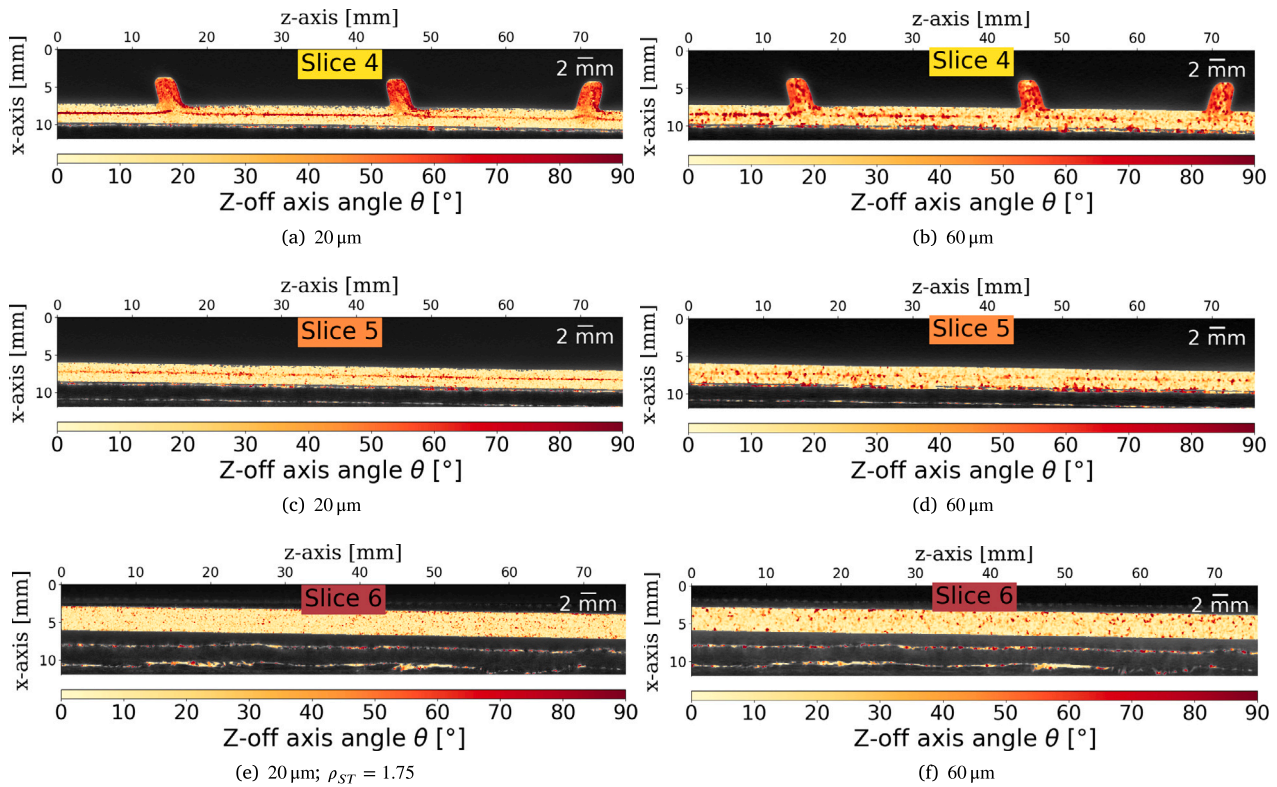 z-axis [mm]
0 10 20 30 40 50 60 70
x-axis [mm]
0
5
10
Slice 4
2 mm
0 10 20 30 40 50 60 70 80 90
Z-off axis angle θ [°]
(a) 20 μm
z-axis [mm]
0 10 20 30 40 50 60 70
x-axis [mm]
0
5
10
Slice 4
2 mm
0 10 20 30 40 50 60 70 80 90
Z-off axis angle θ [°]
(b) 60 μm
z-axis [mm]
0 10 20 30 40 50 60 70
x-axis [mm]
0
5
10
Slice 5
2 mm
0 10 20 30 40 50 60 70 80 90
Z-off axis angle θ [°]
(c) 20 μm
z-axis [mm]
0 10 20 30 40 50 60 70
x-axis [mm]
0
5
10
Slice 5
2 mm
0 10 20 30 40 50 60 70 80 90
Z-off axis angle θ [°]
(d) 60 μm
z-axis [mm]
0 10 20 30 40 50 60 70
x-axis [mm]
0
5
10
Slice 6
2 mm
0 10 20 30 40 50 60 70 80 90
Z-off axis angle θ [°]
(e) 20 μm; ρ_ST = 1.75
z-axis [mm]
0 10 20 30 40 50 60 70
x-axis [mm]
0
5
10
Slice 6
2 mm
0 10 20 30 40 50 60 70 80 90
Z-off axis angle θ [°]
(f) 60 μm